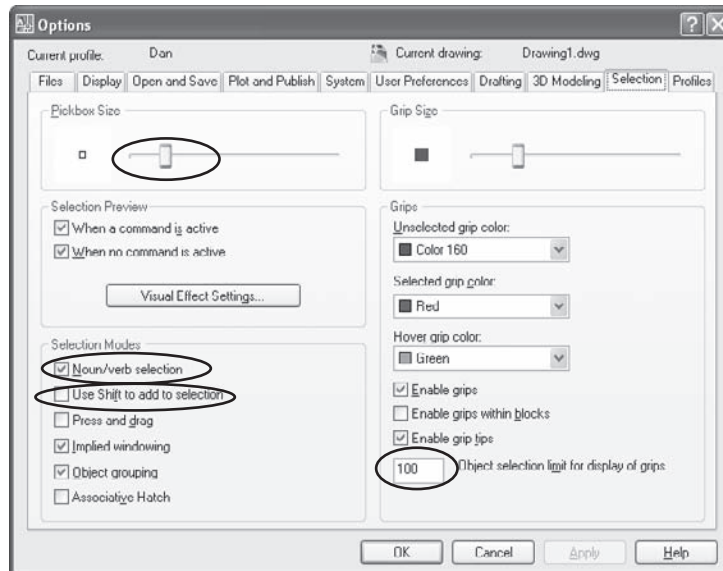 Options
Current profile: Dan Current drawing: Drawing1.dwg
Files Display Open and Save Plot and Publish System User Preferences Drafting 3D Modeling Selection Profiles
Pickbox Size
Grip Size
Selection Preview
When a command is active
When no command is active
Visual Effect Settings...
Selection Modes
Noun/verb selection
Use Shift to add to selection
Press and drag
Implied windowing
Object grouping
Associative Hatch
Grips
Unselected grip color:
Color 160
Selected grip color:
Red
Hover grip color:
Green
Enable grips
Enable grips within blocks
Enable grip tips
100 Object selection limit for display of grips
OK Cancel Apply Help